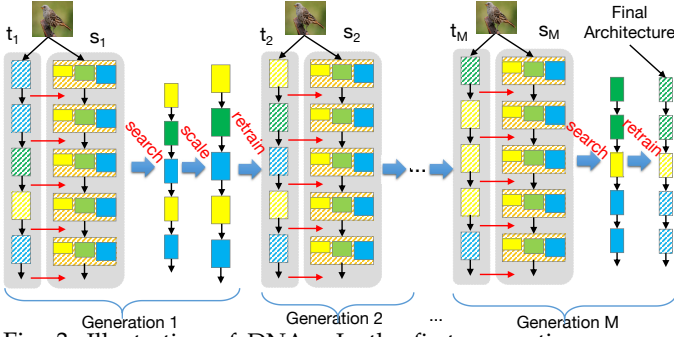 t1 s1
t2 s2
tM sM
Final
Architecture
search
scale
retrain
...
search
retrain
Generation 1
Generation 2
...
Generation M